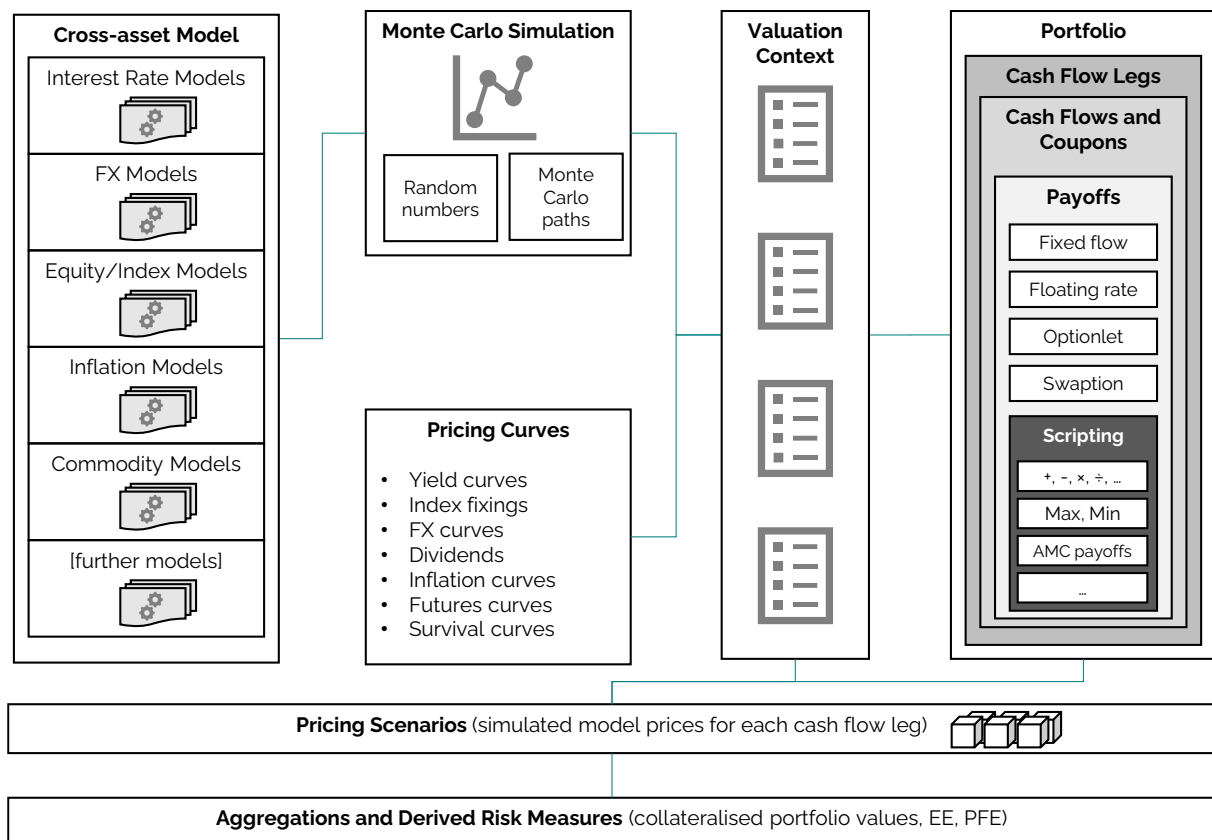 Cross-asset Model
Interest Rate Models
FX Models
Equity/Index Models
Inflation Models
Commodity Models
[further models]
Monte Carlo Simulation
Random
numbers
Monte
Carlo
paths
Pricing Curves
• Yield curves
• Index fixings
• FX curves
• Dividends
• Inflation curves
• Futures curves
• Survival curves
Valuation
Context
Portfolio
Cash Flow Legs
Cash Flows and
Coupons
Payoffs
Fixed flow
Floating rate
Optionlet
Swaption
Scripting
+, −, ×, ÷, …
Max, Min
AMC payoffs
…
Pricing Scenarios (simulated model prices for each cash flow leg)
Aggregations and Derived Risk Measures (collateralised portfolio values, EE, PFE)